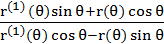 r⁽¹⁾(θ)sin θ+r(θ) cos θ
r⁽¹⁾(θ)cos θ−r(θ) sin θ